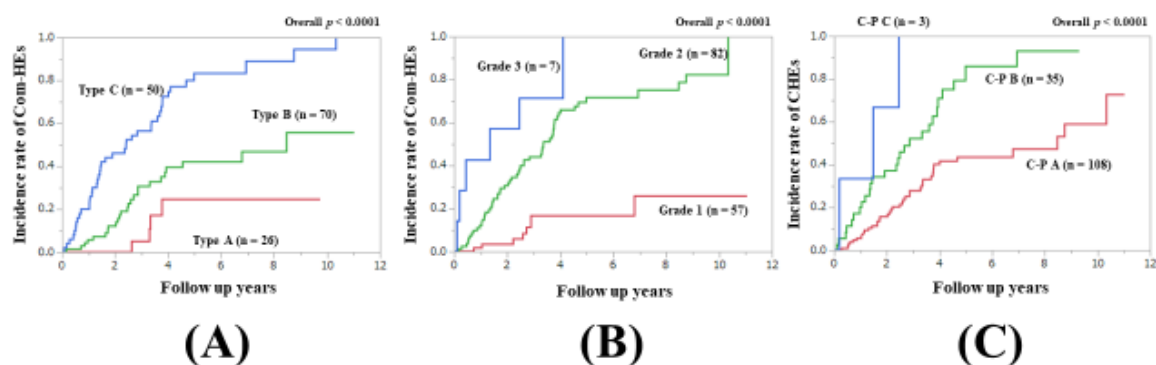 Overall p < 0.0001
Incidence rate of Com-HEs
1.0
0.8
0.6
0.4
0.2
0.0
Type C (n = 50)
Type B (n = 70)
Type A (n = 26)
0 2 4 6 8 10 12
Follow up years
(A)
Overall p < 0.0001
Incidence rate of Com-HEs
1.0
0.8
0.6
0.4
0.2
0.0
Grade 3 (n = 7)
Grade 2 (n = 82)
Grade 1 (n = 57)
0 2 4 6 8 10 12
Follow up years
(B)
C-P C (n = 3)
Overall p < 0.0001
Incidence rate of CHEs
1.0
0.8
0.6
0.4
0.2
0.0
C-P B (n = 35)
C-P A (n = 108)
0 2 4 6 8 10 12
Follow up years
(C)